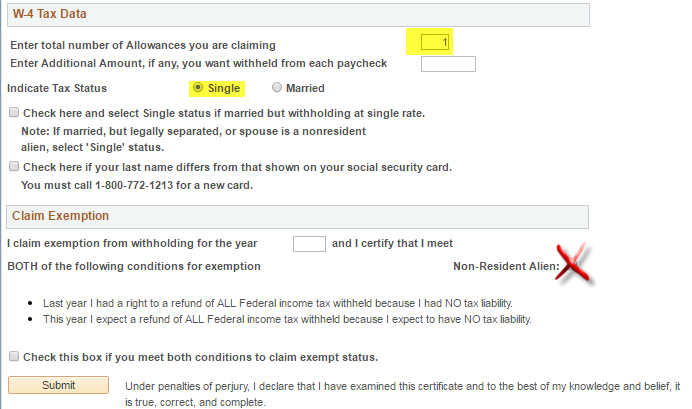 W-4 Tax Data
Enter total number of Allowances you are claiming 1
Enter Additional Amount, if any, you want withheld from each paycheck
Indicate Tax Status Single Married
Check here and select Single status if married but withholding at single rate.
Note: If married, but legally separated, or spouse is a nonresident
alien, select 'Single' status.
Check here if your last name differs from that shown on your social security card.
You must call 1-800-772-1213 for a new card.
Claim Exemption
I claim exemption from withholding for the year and I certify that I meet
BOTH of the following conditions for exemption Non-Resident Alien:
• Last year I had a right to a refund of ALL Federal income tax withheld because I had NO tax liability.
• This year I expect a refund of ALL Federal income tax withheld because I expect to have NO tax liability.
Check this box if you meet both conditions to claim exempt status.
Submit Under penalties of perjury, I declare that I have examined this certificate and to the best of my knowledge and belief, it
is true, correct, and complete.